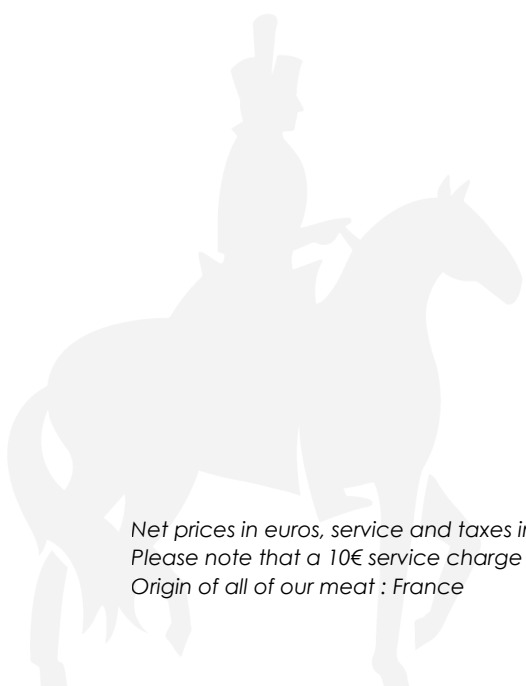 Net prices in euros, service and taxes
Please note that a 10€ service charge
Origin of all of our meat : France